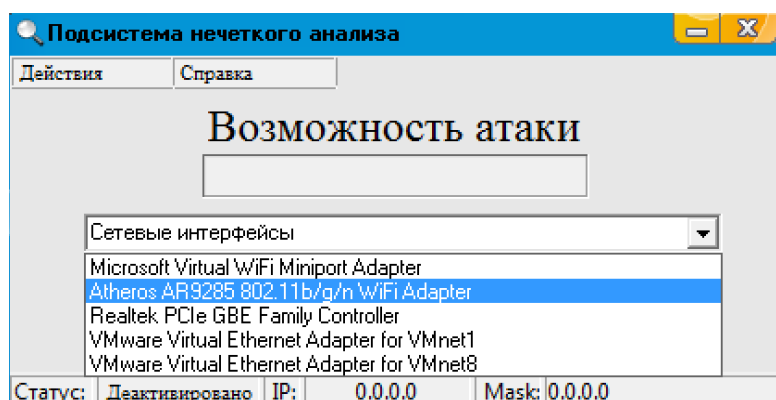 Подсистема нечеткого анализа
Действия Справка
Возможность атаки
Сетевые интерфейсы
Microsoft Virtual WiFi Miniport Adapter
Atheros AR9285 802.11b/g/n WiFi Adapter
Realtek PCIe GBE Family Controller
VMware Virtual Ethernet Adapter for VMnet1
VMware Virtual Ethernet Adapter for VMnet8
Статус: Деактивировано IP: 0.0.0.0 Mask: 0.0.0.0